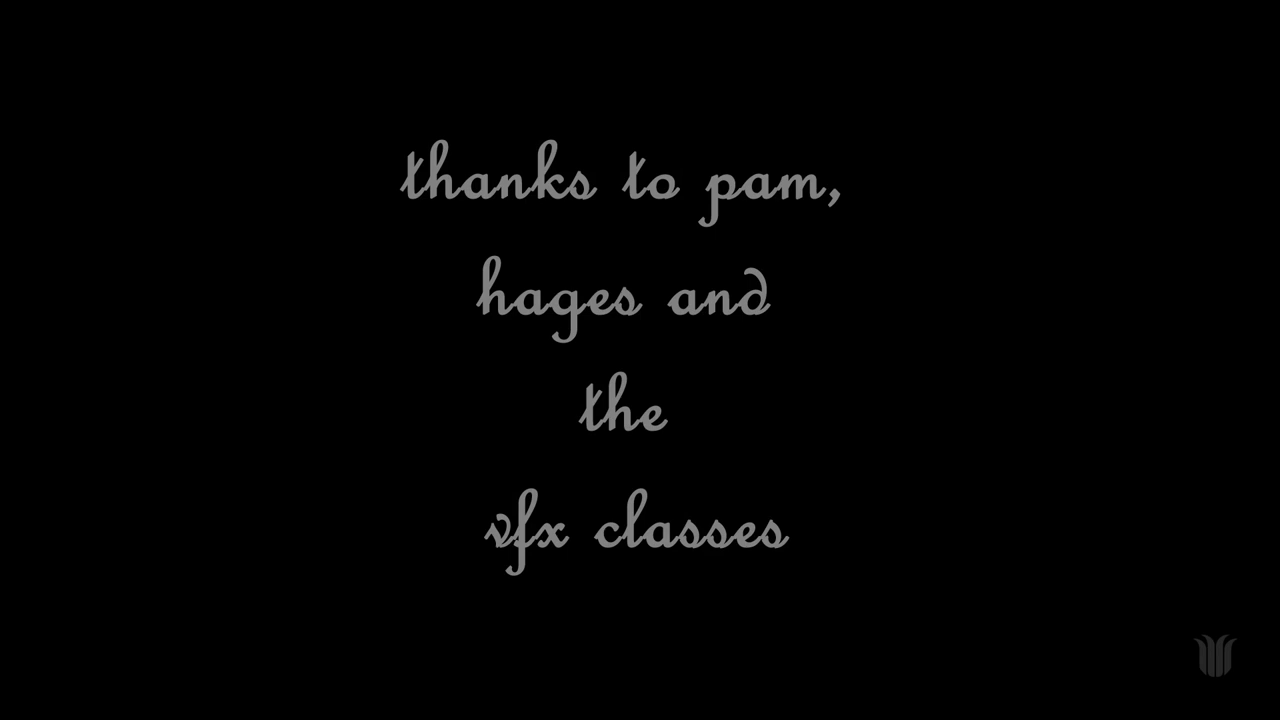 thanks to pam,
hages and
the
vfx classes